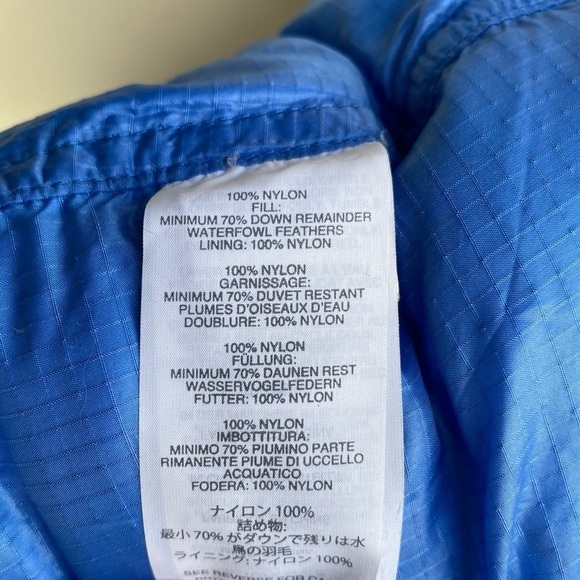 100% NYLON
FILL:
MINIMUM 70% DOWN REMAINDER
WATERFOWL FEATHERS
LINING: 100% NYLON
100% NYLON
GARNISSAGE:
MINIMUM 70% DUVET RESTANT
PLUMES D'OISEAUX D'EAU
DOUBLURE: 100% NYLON
100% NYLON
FÜLLUNG:
MINIMUM 70% DAUNEN REST
WASSERVOGELFEDERN
FUTTER: 100% NYLON
100% NYLON
IMBOTTITURA:
MINIMO 70% PIUMINO PARTE
RIMANENTE PIUME DI UCCELLO
ACQUATICO
FODERA: 100% NYLON
ナイロン 100%
詰め物:
最小 70% がダウンで残りは水
鳥の羽毛
ライニング: ナイロン 100%
SEE REVERSE FOR